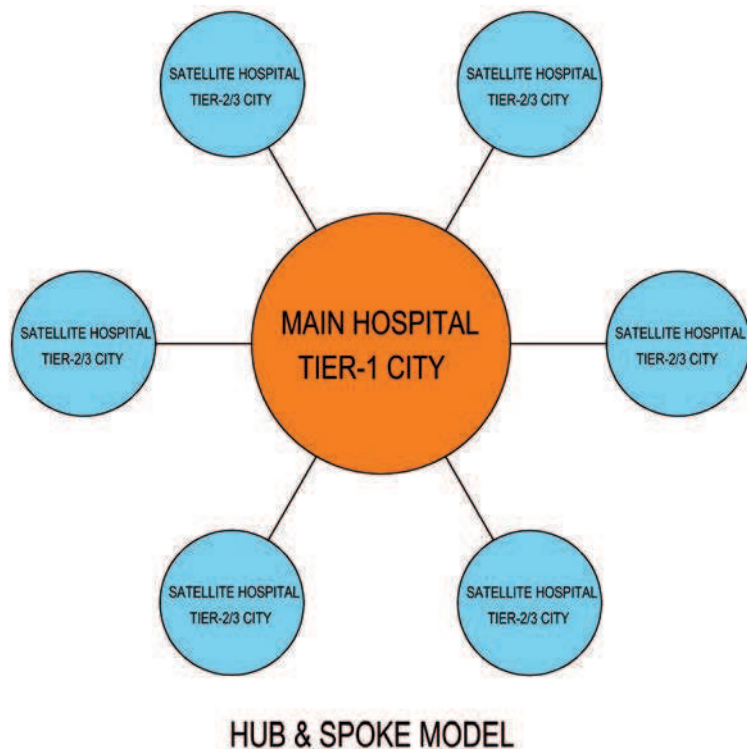 SATELLITE HOSPITAL
TIER-2/3 CITY
SATELLITE HOSPITAL
TIER-2/3 CITY
SATELLITE HOSPITAL
TIER-2/3 CITY
MAIN HOSPITAL
TIER-1 CITY
SATELLITE HOSPITAL
TIER-2/3 CITY
SATELLITE HOSPITAL
TIER-2/3 CITY
SATELLITE HOSPITAL
TIER-2/3 CITY
HUB & SPOKE MODEL